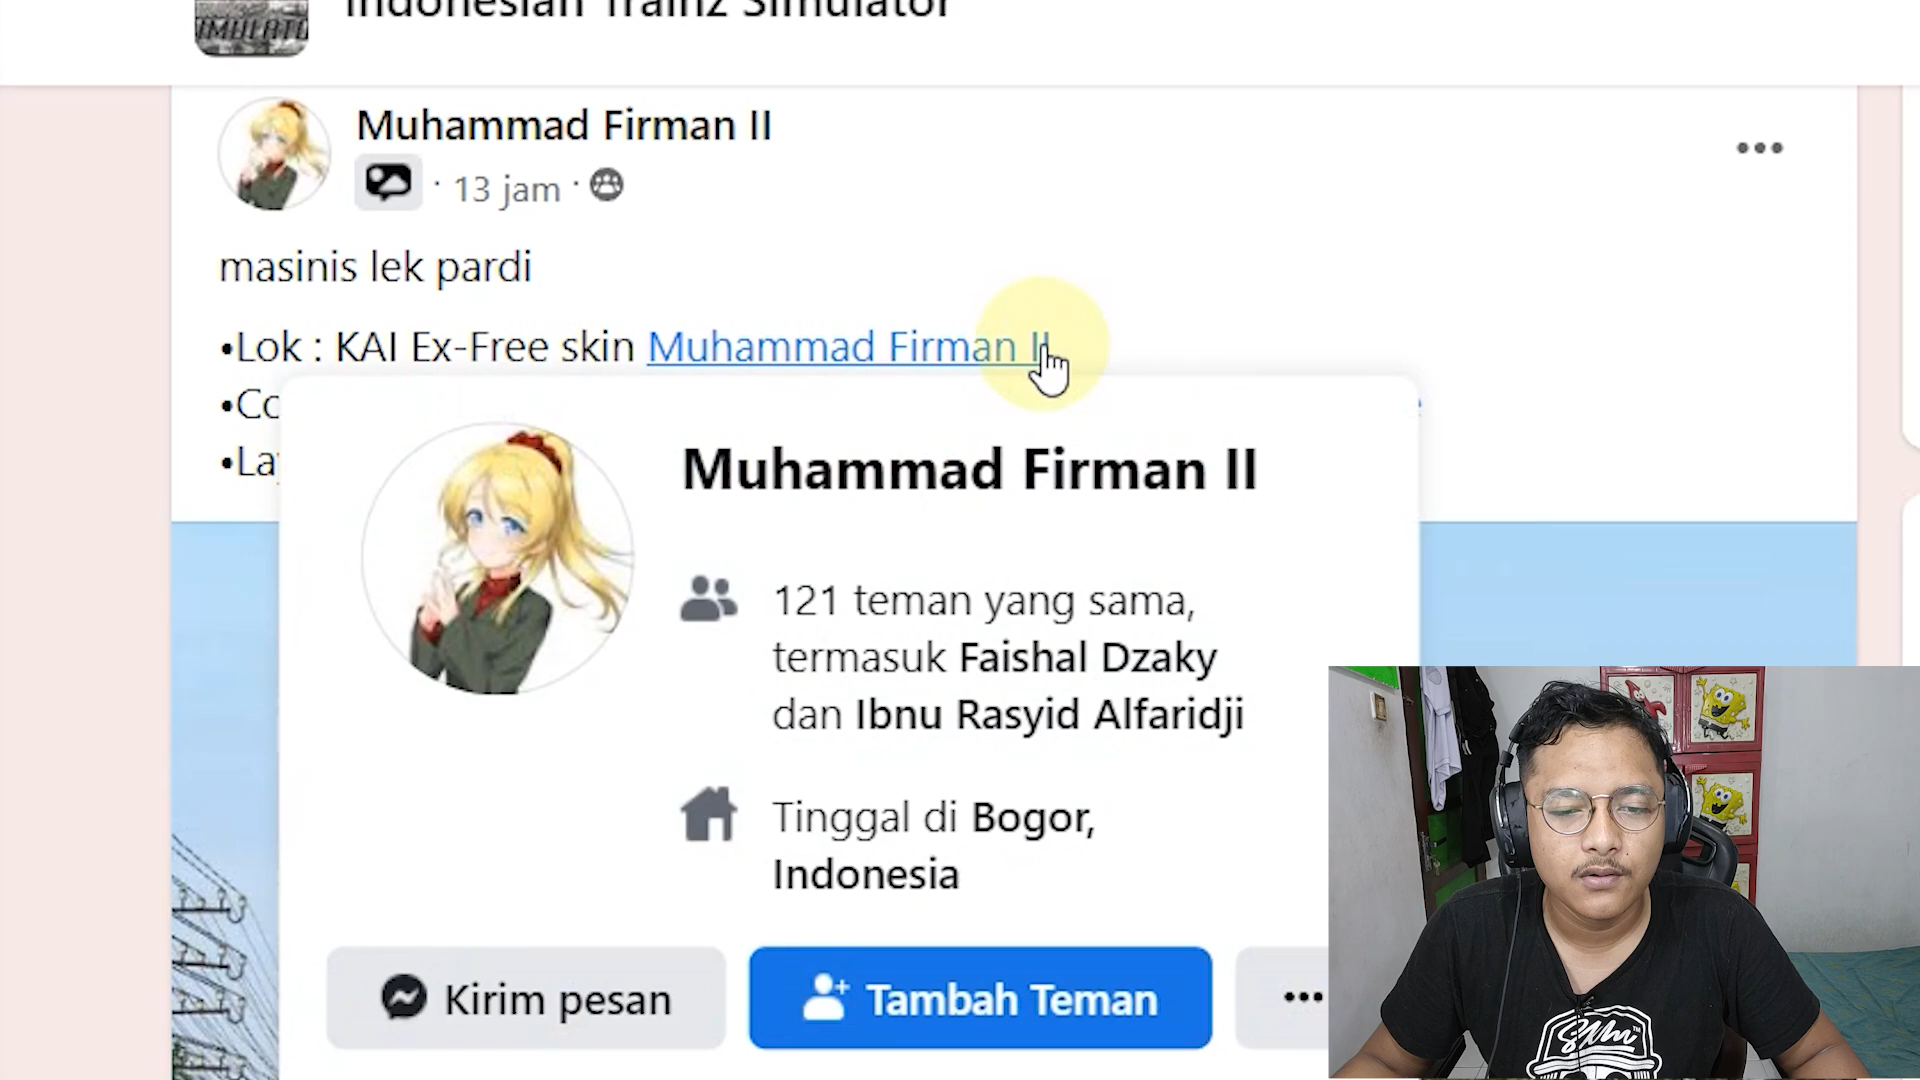 Indonesian Trainz Simulator
Muhammad Firman II
· 13 jam ·
masinis lek pardi
•Lok : KAI Ex-Free skin Muhammad Firman II
•Co
•La
Muhammad Firman II
121 teman yang sama,
termasuk Faishal Dzaky
dan Ibnu Rasyid Alfaridji
Tinggal di Bogor,
Indonesia
Kirim pesan
Tambah Teman